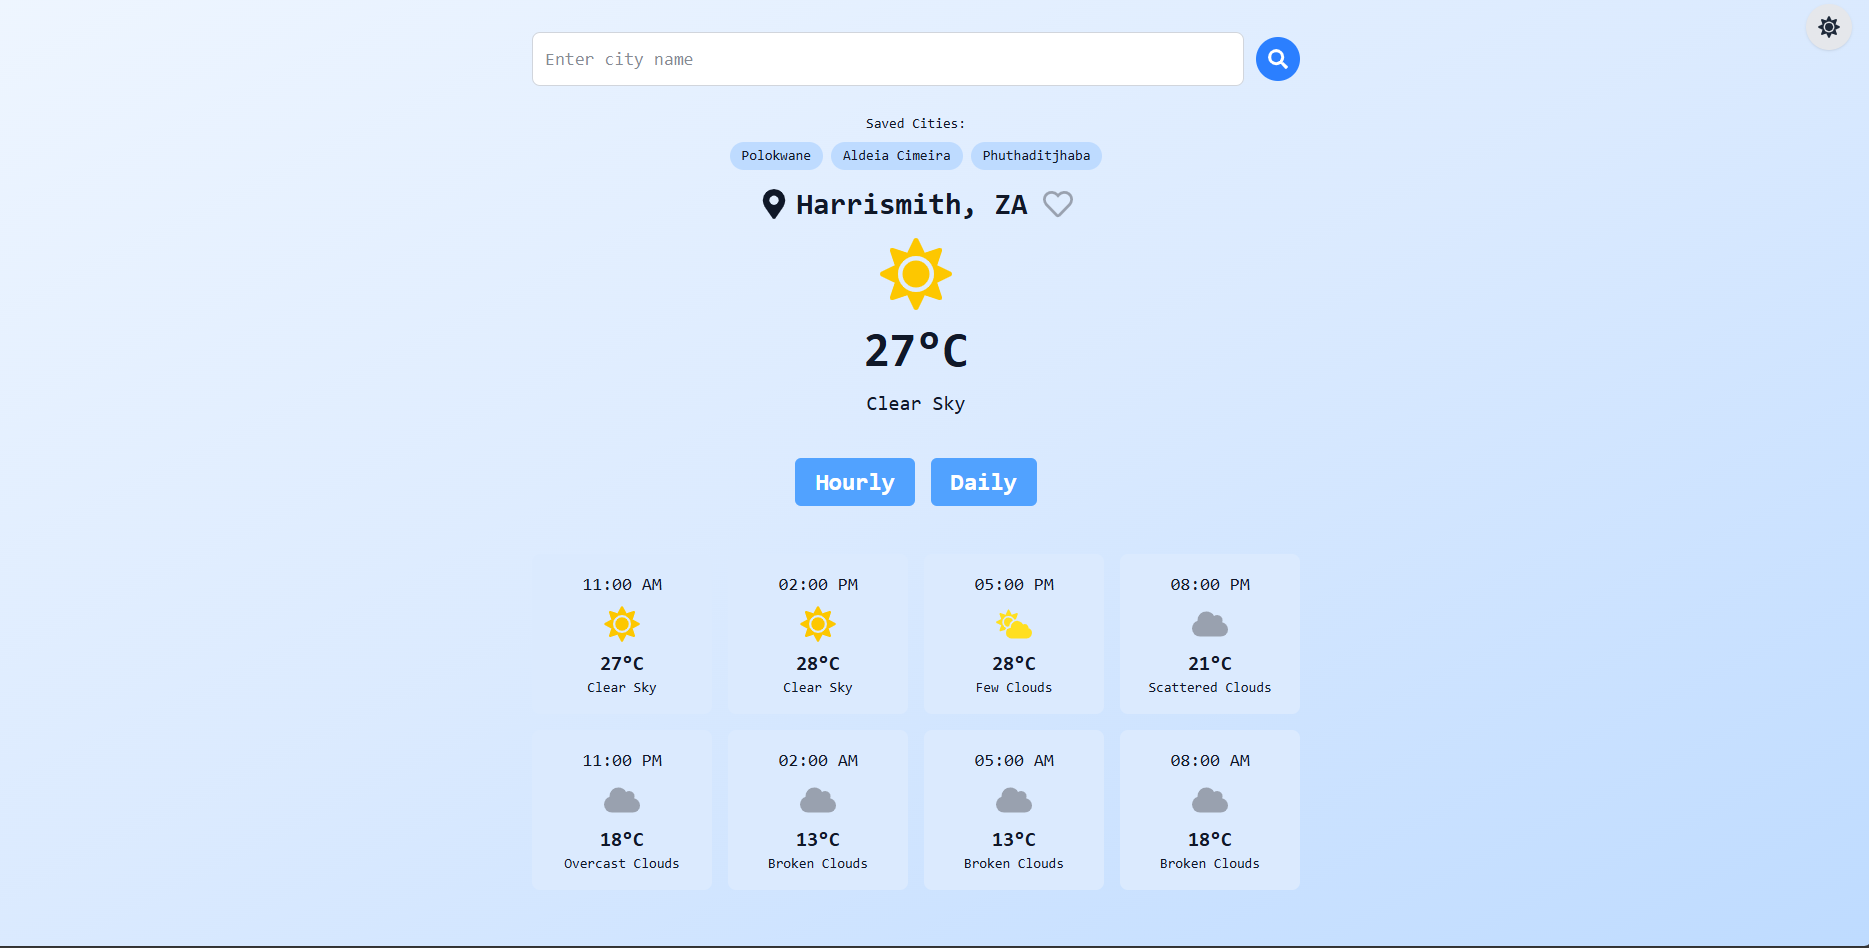 Enter city name
Saved Cities:
Polokwane Aldeia Cimeira Phuthaditjhaba
Harrismith, ZA
27°C
Clear Sky
Hourly Daily
11:00 AM 02:00 PM 05:00 PM 08:00 PM
27°C 28°C 28°C 21°C
Clear Sky Clear Sky Few Clouds Scattered Clouds
11:00 PM 02:00 AM 05:00 AM 08:00 AM
18°C 13°C 13°C 18°C
Overcast Clouds Broken Clouds Broken Clouds Broken Clouds